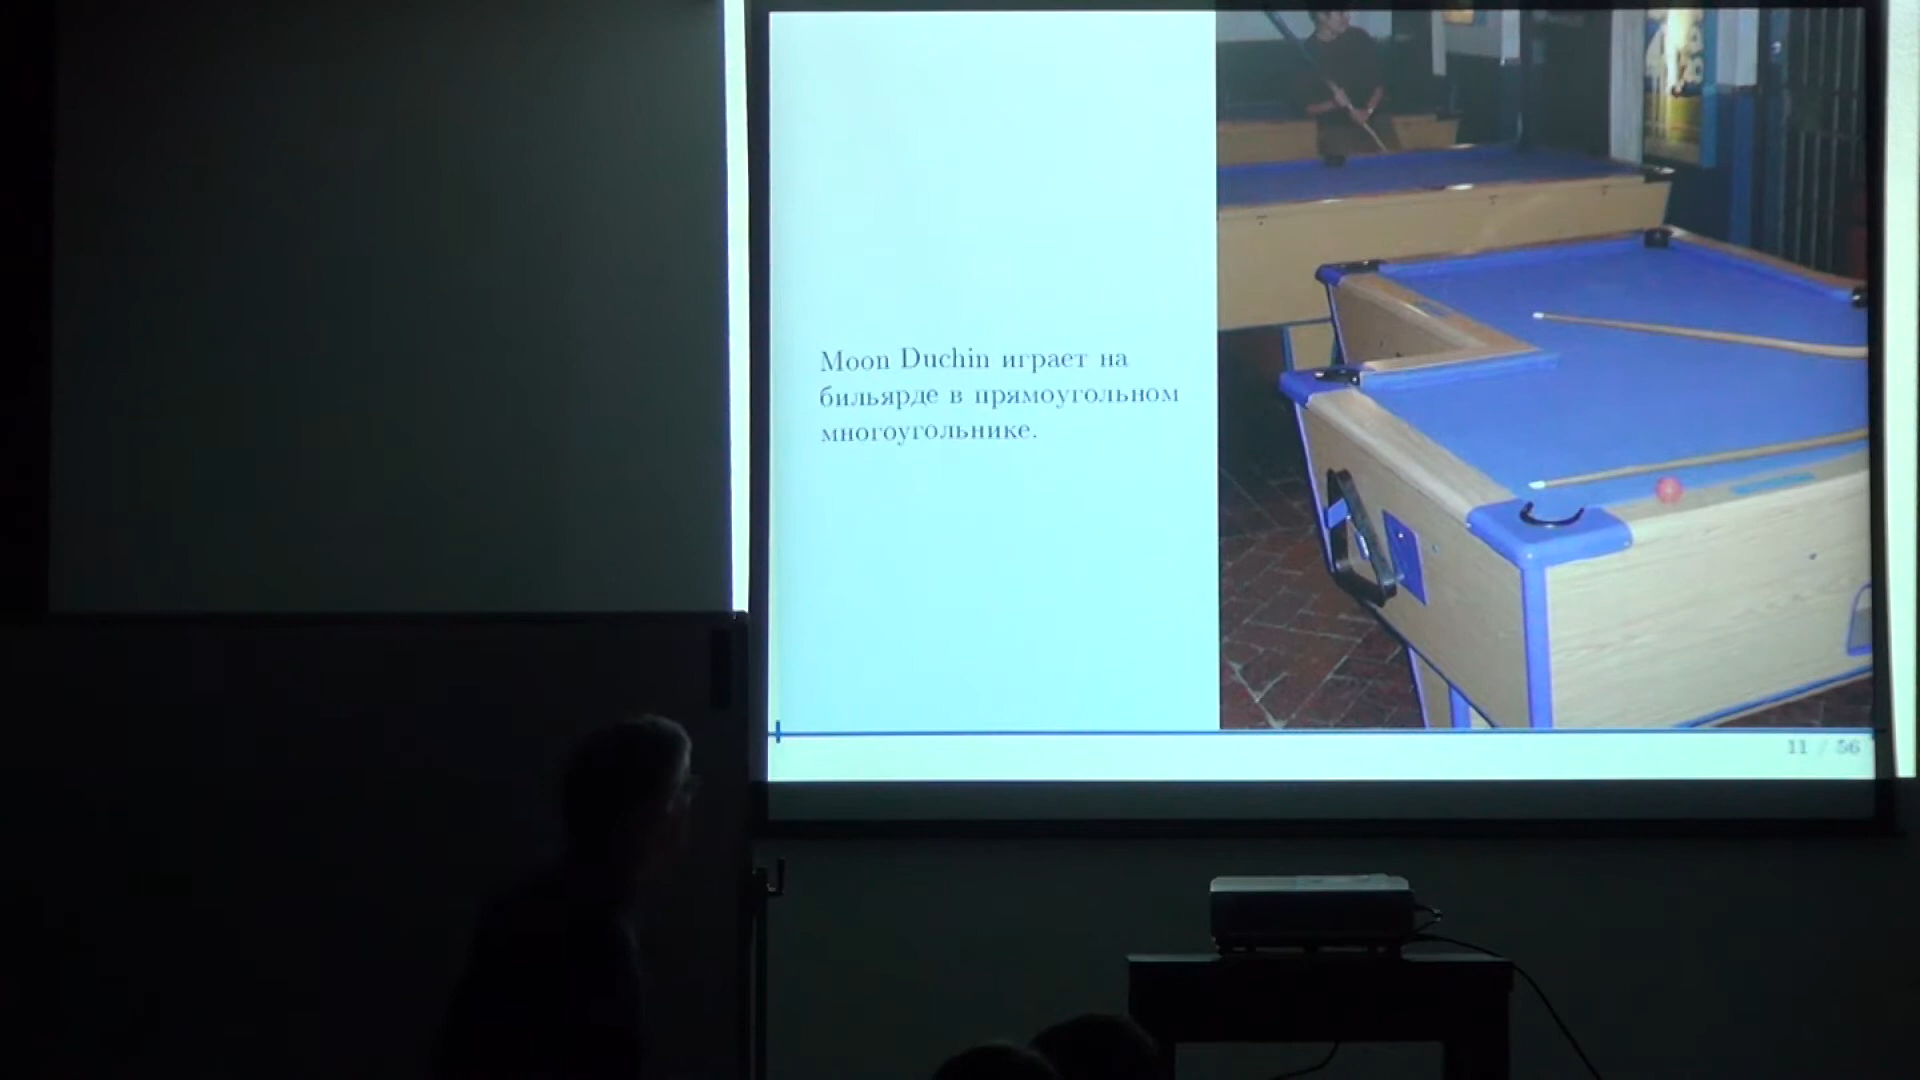 Moon Duchin играет на
бильярде в прямоугольном
многоугольнике.
11 / 56